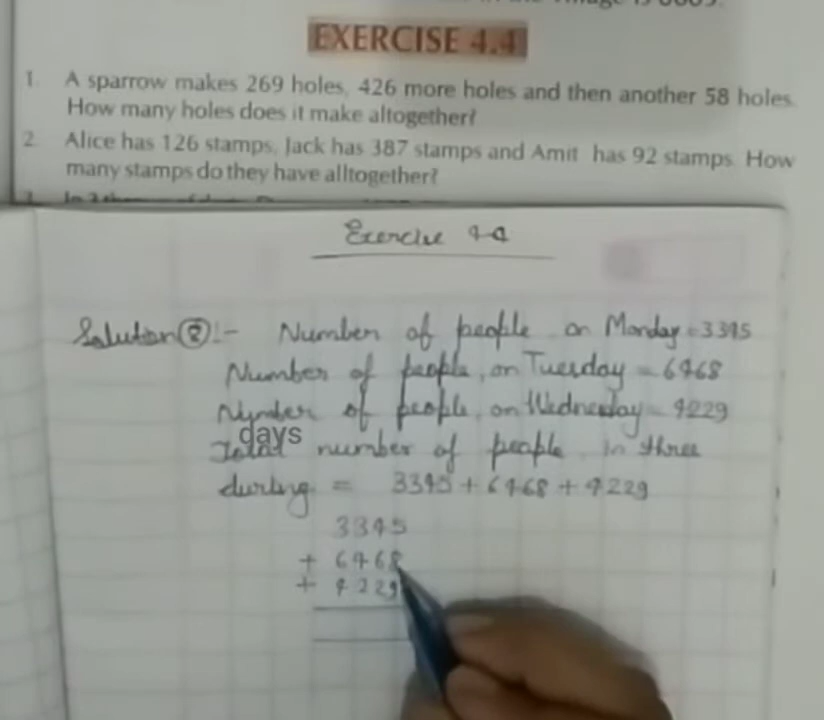 EXERCISE 4.4
1. A sparrow makes 269 holes, 426 more holes and then another 58 holes.
How many holes does it make altogether?
2. Alice has 126 stamps, Jack has 387 stamps and Amit has 92 stamps. How
many stamps do they have alltogether?
Exercise 4.4
Solution 8 :- Number of people on Monday = 3345
Number of people, on Tuesday = 6468
Number of people, on Wednesday = 4229
days
Total number of people in three
during = 3345 + 6468 + 4229
3345
+ 6468
+ 4229